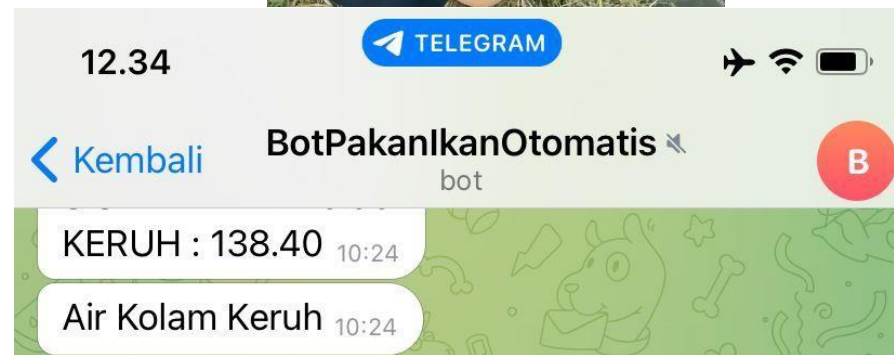 TELEGRAM
12.34
Kembali
BotPakanIkanOtomatis
bot
B
KERUH : 138.40 10:24
Air Kolam Keruh 10:24